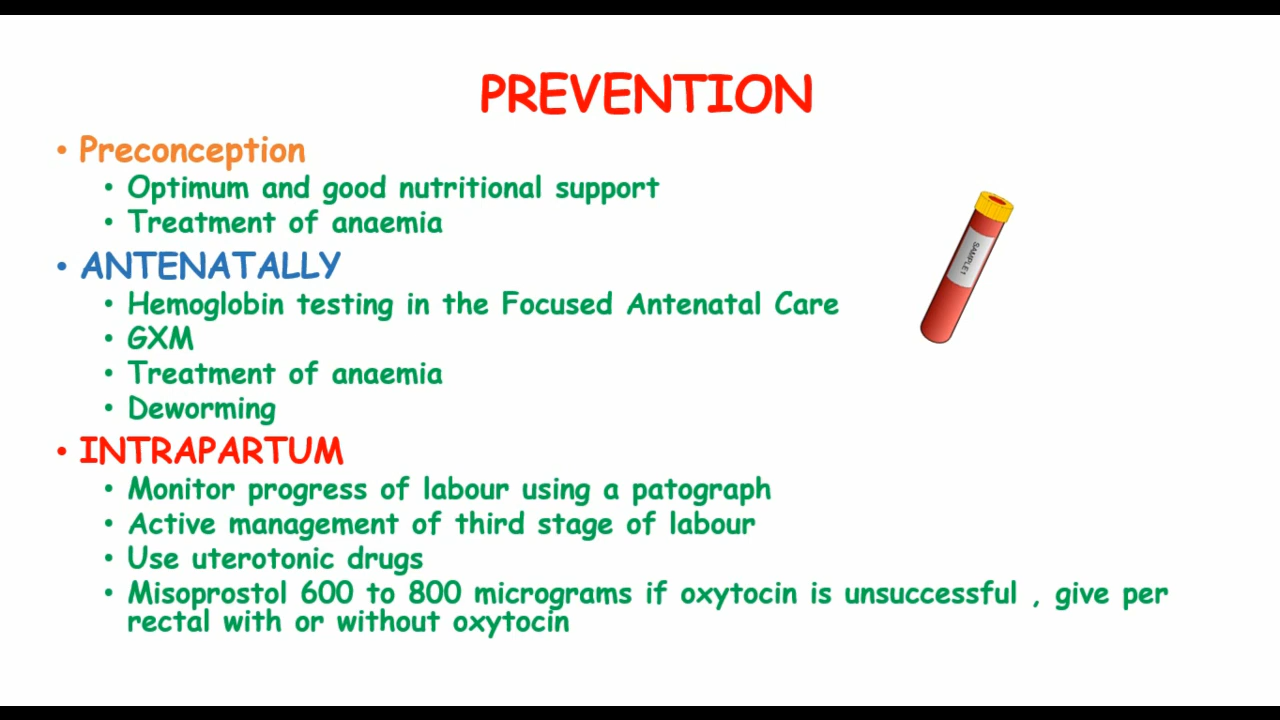 PREVENTION
• Preconception
• Optimum and good nutritional support
• Treatment of anaemia
• ANTENATALLY
• Hemoglobin testing in the Focused Antenatal Care
• GXM
• Treatment of anaemia
• Deworming
• INTRAPARTUM
• Monitor progress of labour using a patograph
• Active management of third stage of labour
• Use uterotonic drugs
• Misoprostol 600 to 800 micrograms if oxytocin is unsuccessful , give per
rectal with or without oxytocin
SAMPLE1